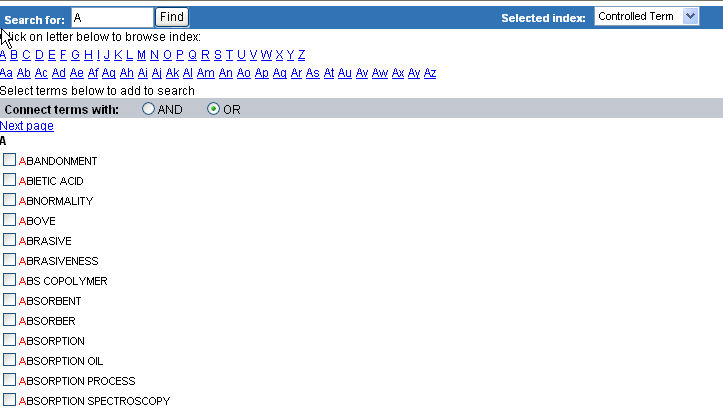 Search for: A Find Selected index: Controlled Term
Click on letter below to browse index:
A B C D E F G H I J K L M N O P Q R S T U V W X Y Z
Aa Ab Ac Ad Ae Af Ag Ah Ai Aj Ak Al Am An Ao Ap Aq Ar As At Au Av Aw Ax Ay Az
Select terms below to add to search
Connect terms with: AND OR
Next page
A
ABANDONMENT
ABIETIC ACID
ABNORMALITY
ABOVE
ABRASIVE
ABRASIVENESS
ABS COPOLYMER
ABSORBENT
ABSORBER
ABSORPTION
ABSORPTION OIL
ABSORPTION PROCESS
ABSORPTION SPECTROSCOPY